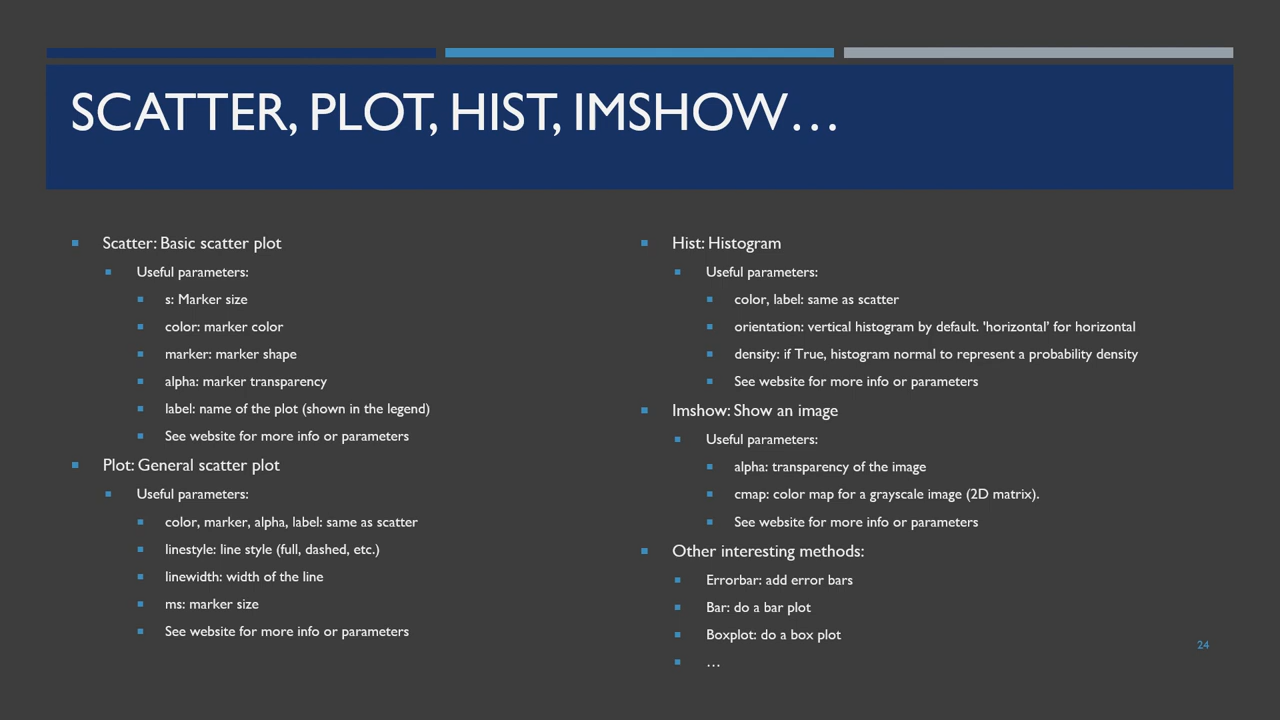 SCATTER, PLOT, HIST, IMSHOW…
Scatter: Basic scatter plot
Useful parameters:
s: Marker size
color: marker color
marker: marker shape
alpha: marker transparency
label: name of the plot (shown in the legend)
See website for more info or parameters
Plot: General scatter plot
Useful parameters:
color, marker, alpha, label: same as scatter
linestyle: line style (full, dashed, etc.)
linewidth: width of the line
ms: marker size
See website for more info or parameters
Hist: Histogram
Useful parameters:
color, label: same as scatter
orientation: vertical histogram by default. 'horizontal’ for horizontal
density: if True, histogram normal to represent a probability density
See website for more info or parameters
Imshow: Show an image
Useful parameters:
alpha: transparency of the image
cmap: color map for a grayscale image (2D matrix).
See website for more info or parameters
Other interesting methods:
Errorbar: add error bars
Bar: do a bar plot
Boxplot: do a box plot
…
24